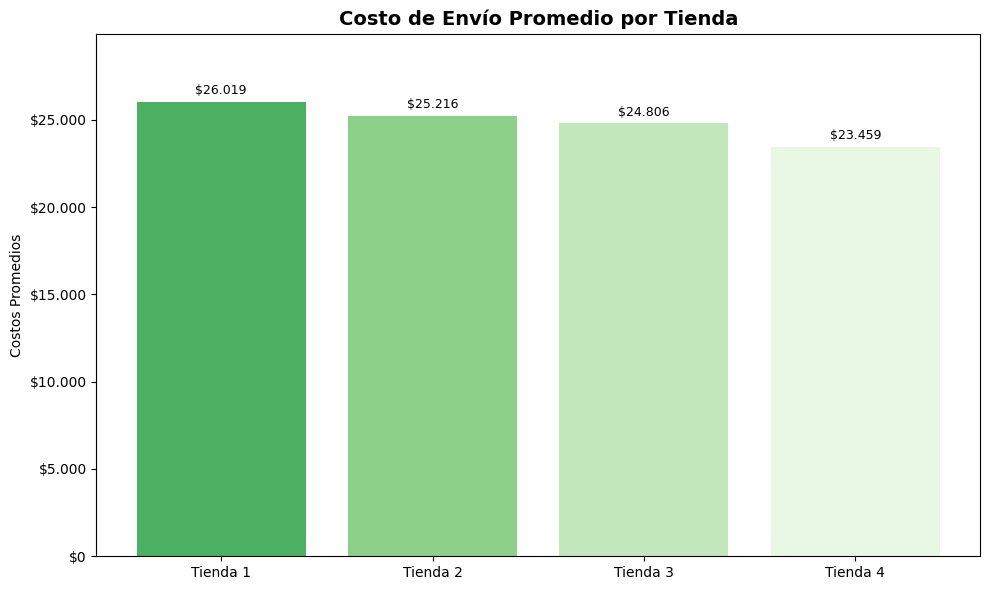 Costo de Envío Promedio por Tienda
Costos Promedios
$25.000
$20.000
$15.000
$10.000
$5.000
$0
$26.019
$25.216
$24.806
$23.459
Tienda 1
Tienda 2
Tienda 3
Tienda 4